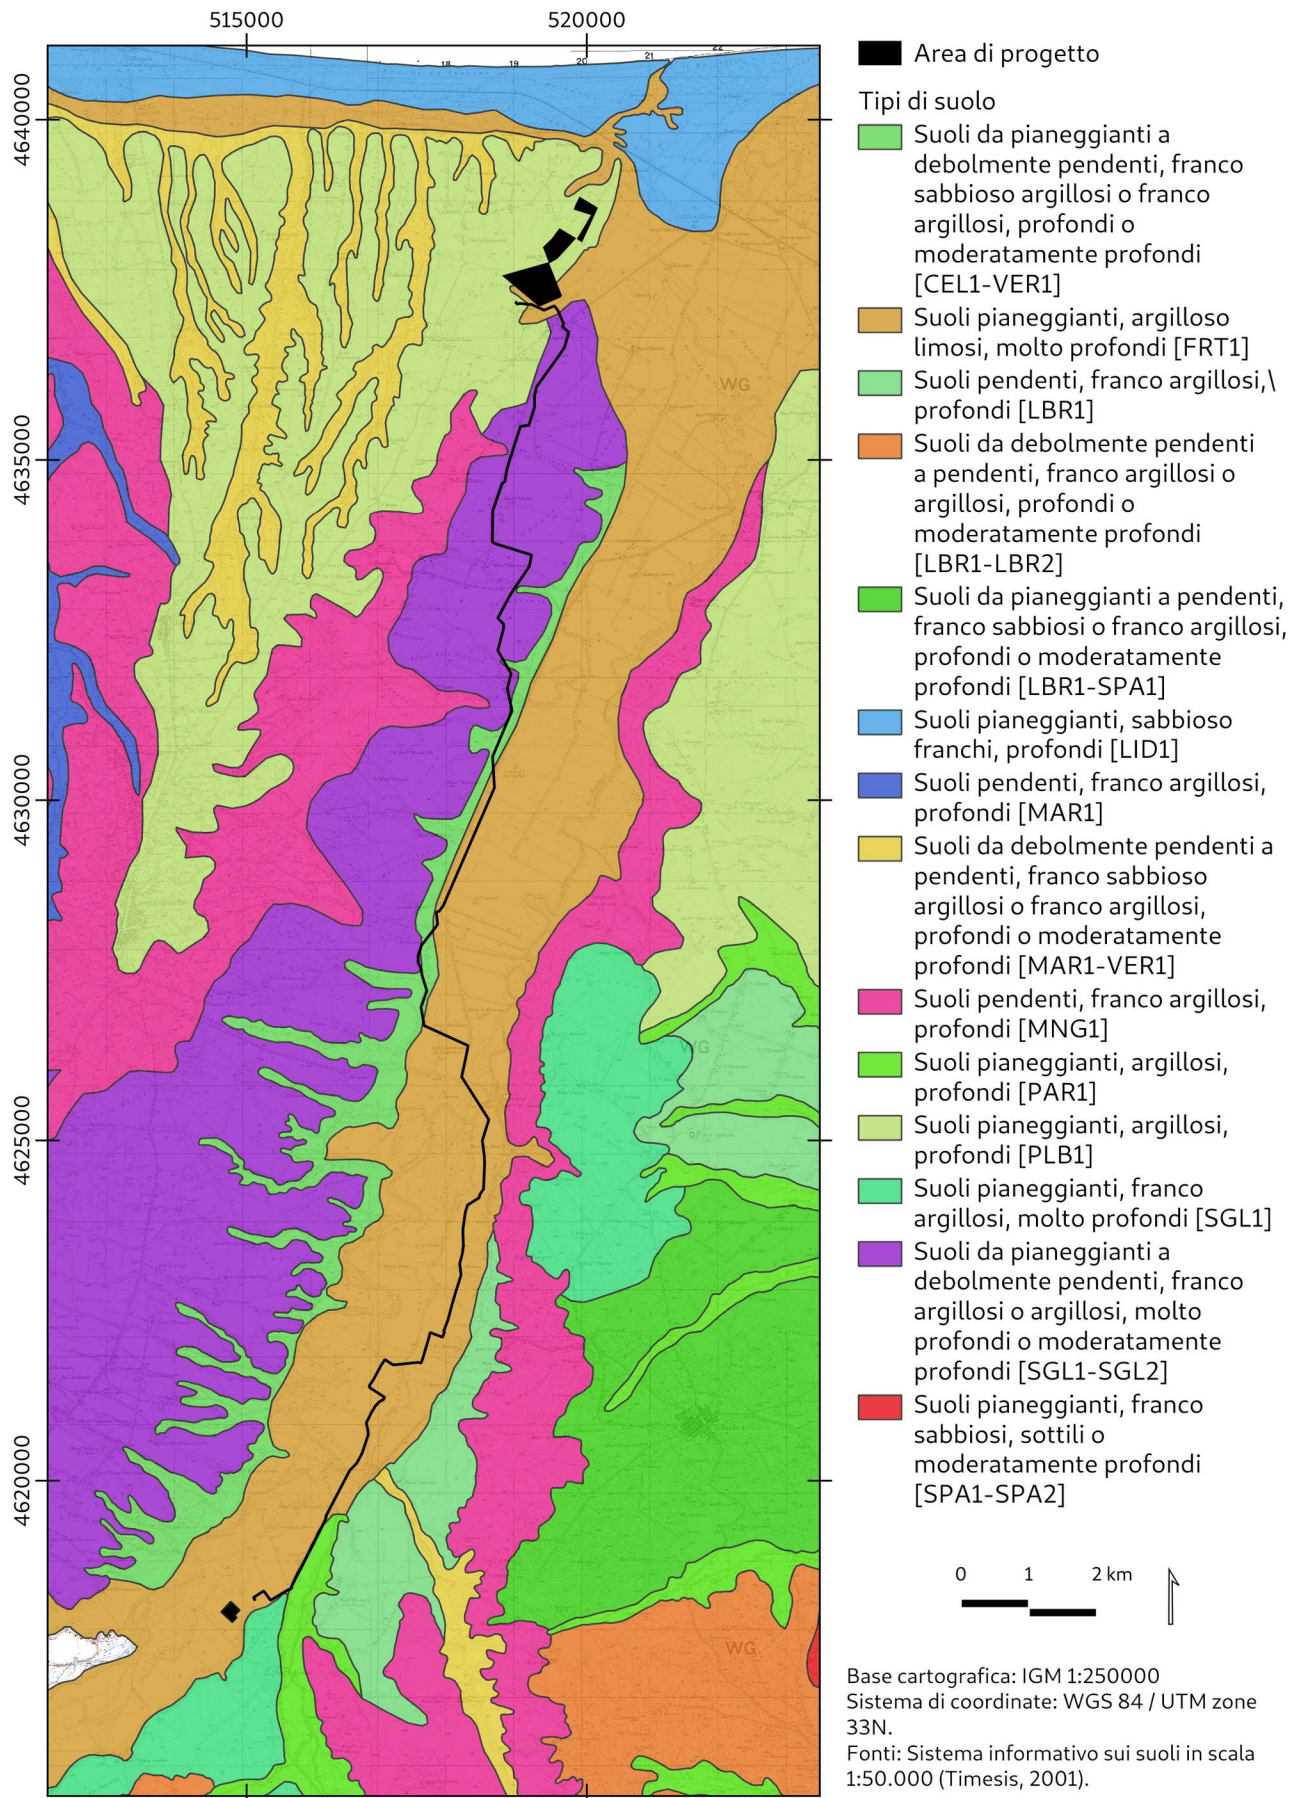 515000
520000
4640000
4635000
4630000
4625000
4620000
18
19
20
21
22
WG
WG
WG
Area di progetto
Tipi di suolo
Suoli da pianeggianti a
debolmente pendenti, franco
sabbioso argillosi o franco
argillosi, profondi o
moderatamente profondi
[CEL1-VER1]
Suoli pianeggianti, argilloso
limosi, molto profondi [FRT1]
Suoli pendenti, franco argillosi,\
profondi [LBR1]
Suoli da debolmente pendenti
a pendenti, franco argillosi o
argillosi, profondi o
moderatamente profondi
[LBR1-LBR2]
Suoli da pianeggianti a pendenti,
franco sabbiosi o franco argillosi,
profondi o moderatamente
profondi [LBR1-SPA1]
Suoli pianeggianti, sabbioso
franchi, profondi [LID1]
Suoli pendenti, franco argillosi,
profondi [MAR1]
Suoli da debolmente pendenti a
pendenti, franco sabbioso
argillosi o franco argillosi,
profondi o moderatamente
profondi [MAR1-VER1]
Suoli pendenti, franco argillosi,
profondi [MNG1]
Suoli pianeggianti, argillosi,
profondi [PAR1]
Suoli pianeggianti, argillosi,
profondi [PLB1]
Suoli pianeggianti, franco
argillosi, molto profondi [SGL1]
Suoli da pianeggianti a
debolmente pendenti, franco
argillosi o argillosi, molto
profondi o moderatamente
profondi [SGL1-SGL2]
Suoli pianeggianti, franco
sabbiosi, sottili o
moderatamente profondi
[SPA1-SPA2]
0 1 2 km
Base cartografica: IGM 1:250000
Sistema di coordinate: WGS 84 / UTM zone
33N.
Fonti: Sistema informativo sui suoli in scala
1:50.000 (Timesis, 2001).